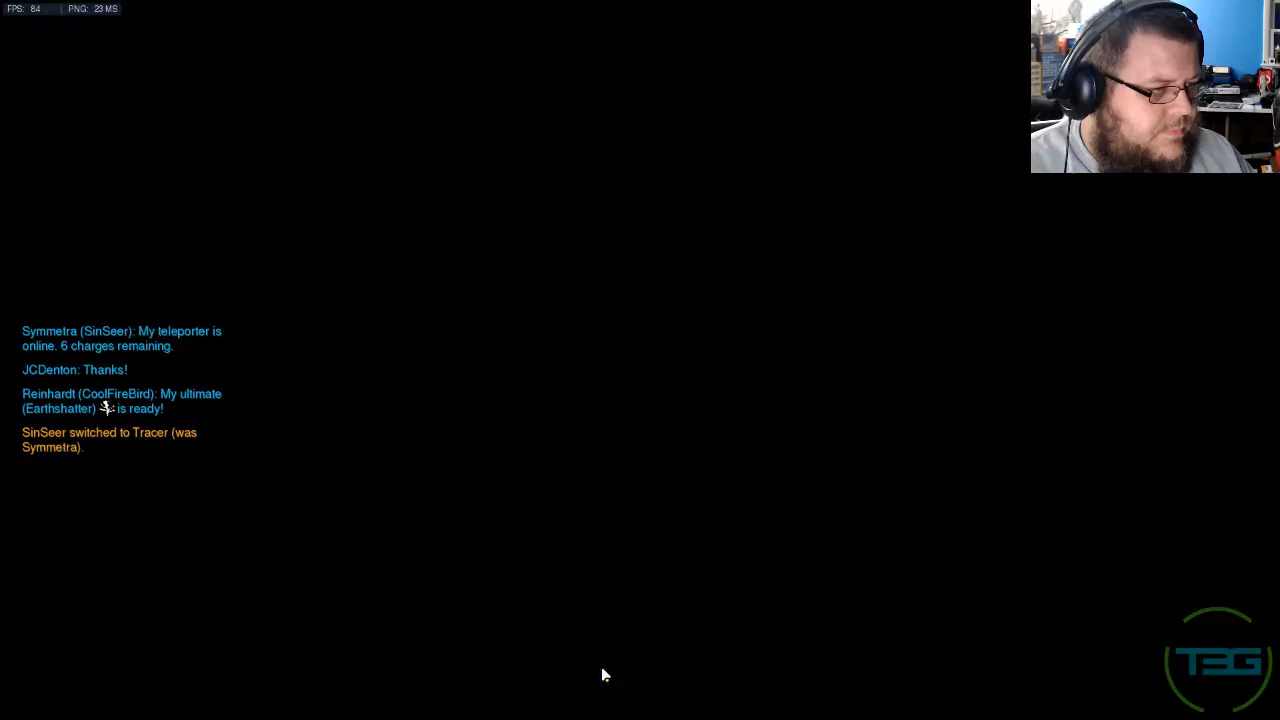 FPS: 84 | PNG: 23 MS
Symmetra (SinSeer): My teleporter is
online. 6 charges remaining.
JCDenton: Thanks!
Reinhardt (CoolFireBird): My ultimate
(Earthshatter) is ready!
SinSeer switched to Tracer (was
Symmetra).
TBG